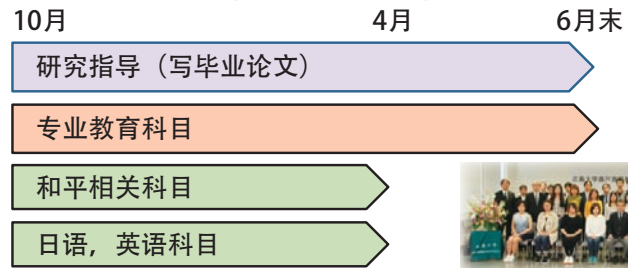 10月 4月 6月末
研究指导（写毕业论文）
专业教育科目
和平相关科目
日语，英语科目